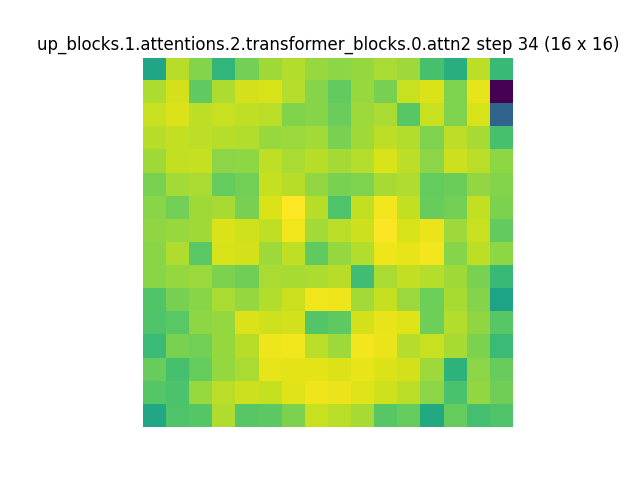 up_blocks.1.attentions.2.transformer_blocks.0.attn2 step 34 (16 x 16)